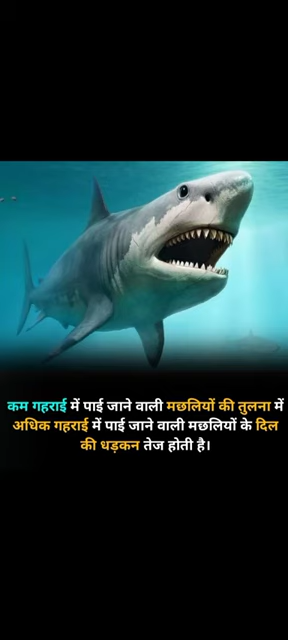 कम गहराई में पाई जाने वाली मछलियों की तुलना में
अधिक गहराई में पाई जाने वाली मछलियों के दिल
की धड़कन तेज होती है।